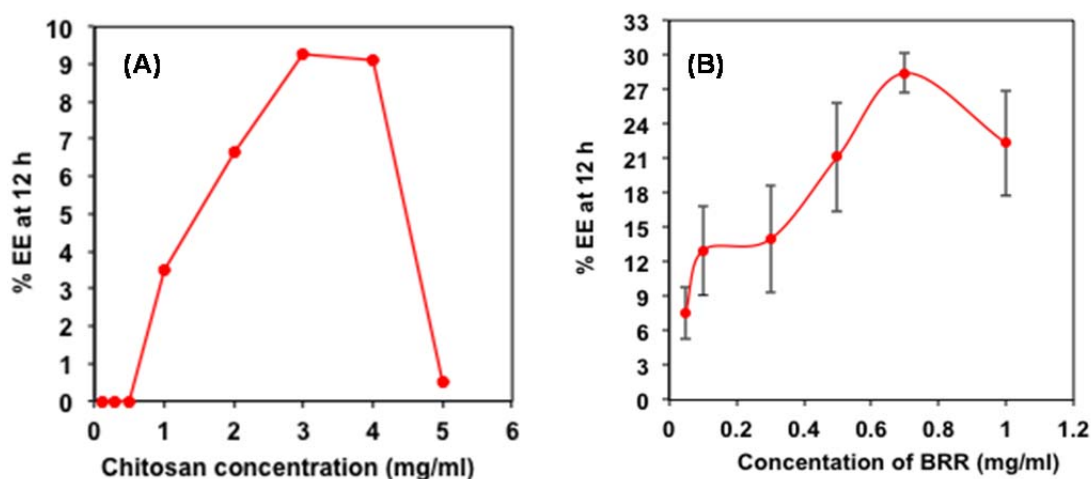 (A)
% EE at 12 h
10
9
8
7
6
5
4
3
2
1
0
0 1 2 3 4 5 6
Chitosan concentration (mg/ml)
(B)
% EE at 12 h
33
30
27
24
21
18
15
12
9
6
3
0
0 0.2 0.4 0.6 0.8 1 1.2
Concentation of BRR (mg/ml)